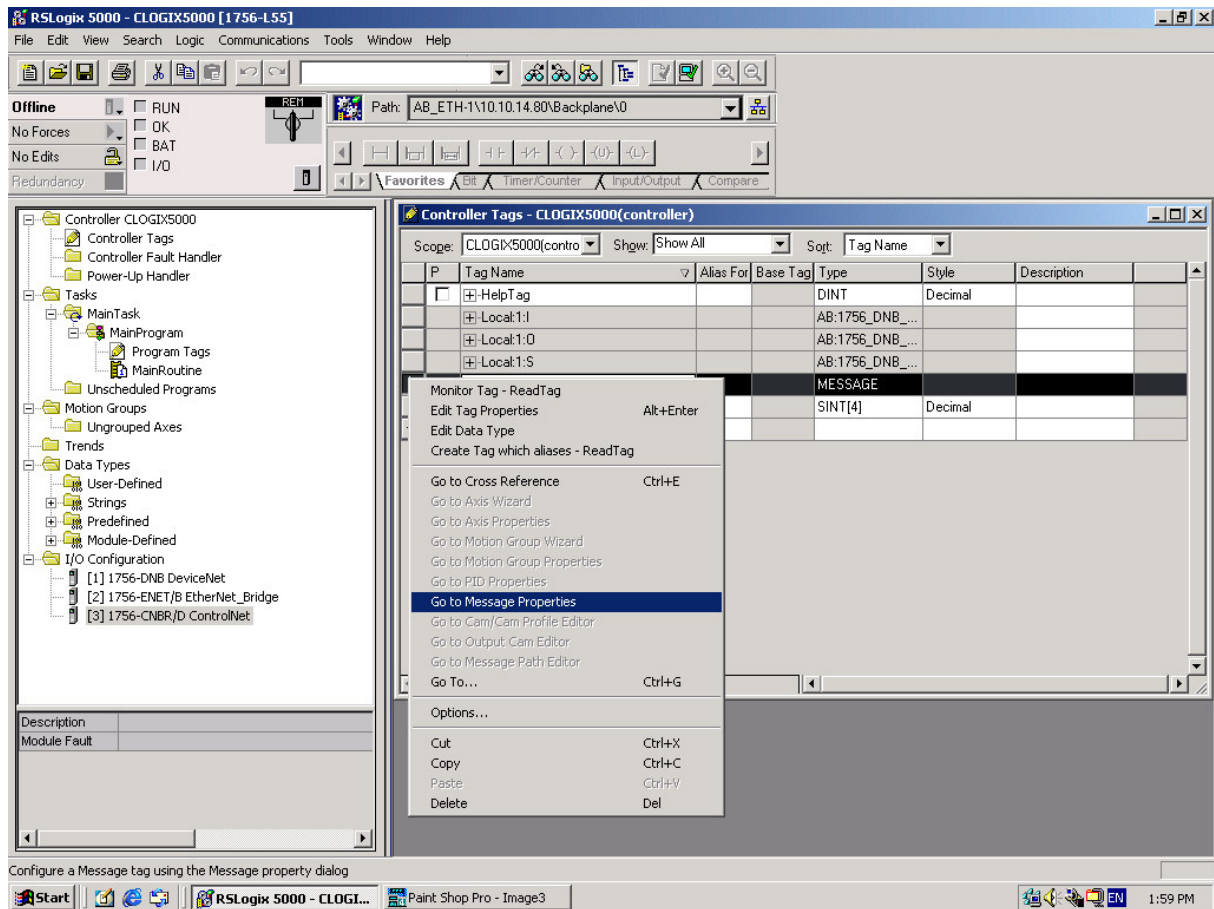 RSLogix 5000 - CLOGIX5000 [1756-L55]
File Edit View Search Logic Communications Tools Window Help
Offline
RUN
REM
Path: AB_ETH-1\10.10.14.80\Backplane\0
No Forces
OK
No Edits
BAT
I/O
Redundancy
Favorites Bit Timer/Counter Input/Output Compare
Controller CLOGIX5000
Controller Tags
Controller Fault Handler
Power-Up Handler
Tasks
MainTask
MainProgram
Program Tags
MainRoutine
Unscheduled Programs
Motion Groups
Ungrouped Axes
Trends
Data Types
User-Defined
Strings
Predefined
Module-Defined
I/O Configuration
[1] 1756-DNB DeviceNet
[2] 1756-ENET/B EtherNet_Bridge
[3] 1756-CNBR/D ControlNet
Description
Module Fault
Controller Tags - CLOGIX5000(controller)
Scope: CLOGIX5000(contro Show: Show All Sort: Tag Name
P Tag Name Alias For Base Tag Type Style Description
HelpTag DINT Decimal
Local:1:I AB:1756_DNB_...
Local:1:O AB:1756_DNB_...
Local:1:S AB:1756_DNB_...
MESSAGE
SINT[4] Decimal
Monitor Tag - ReadTag
Edit Tag Properties Alt+Enter
Edit Data Type
Create Tag which aliases - ReadTag
Go to Cross Reference Ctrl+E
Go to Axis Wizard
Go to Axis Properties
Go to Motion Group Wizard
Go to Motion Group Properties
Go to PID Properties
Go to Message Properties
Go to Cam/Cam Profile Editor
Go to Output Cam Editor
Go to Message Path Editor
Go To... Ctrl+G
Options...
Cut Ctrl+X
Copy Ctrl+C
Paste Ctrl+V
Delete Del
Configure a Message tag using the Message property dialog
Start RSLogix 5000 - CLOGI... Paint Shop Pro - Image3 EN 1:59 PM